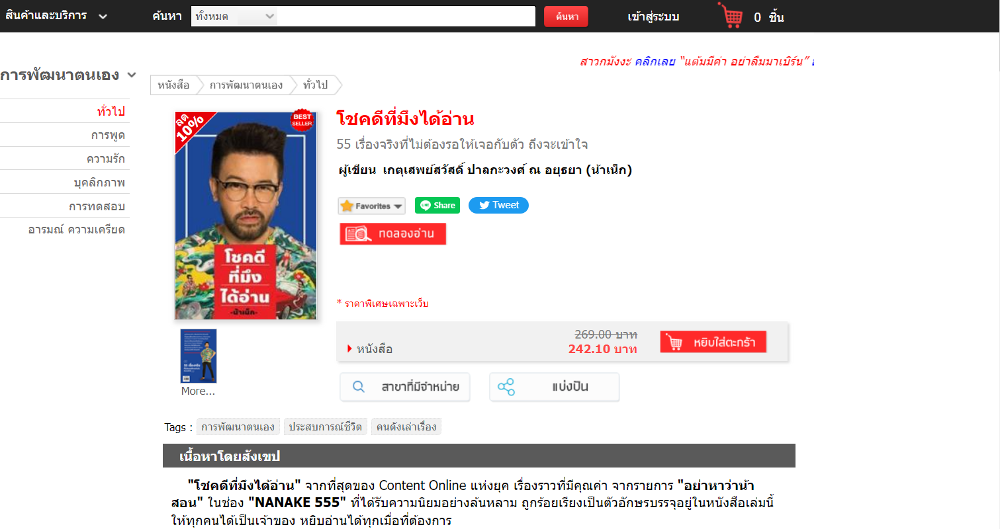 สินค้าและบริการ
ค้นหา
ทั้งหมด
ค้นหา
เข้าสู่ระบบ
0 ชิ้น
สาวกมังงะ คลิกเลย "แต้มมีค่า อย่าลืมมาเบิร์น"
การพัฒนาตนเอง
ทั่วไป
การพูด
ความรัก
บุคลิกภาพ
การทดสอบ
อารมณ์ ความเครียด
หนังสือ
การพัฒนาตนเอง
ทั่วไป
ลด
10%
BEST
SELLER
โชคดี
ที่มึง
ได้อ่าน
-น้าเน็ก-
More...
โชคดีที่มึงได้อ่าน
55 เรื่องจริงที่ไม่ต้องรอให้เจอกับตัว ถึงจะเข้าใจ
ผู้เขียน เกตุเสพย์สวัสดิ์ ปาลกะวงศ์ ณ อยุธยา (น้าเน็ก)
Favorites
LINE Share
Tweet
ทดลองอ่าน
* ราคาพิเศษเฉพาะเว็บ
หนังสือ
269.00 บาท
242.10 บาท
หยิบใส่ตะกร้า
สาขาที่มีจำหน่าย
แบ่งปัน
Tags : การพัฒนาตนเอง ประสบการณ์ชีวิต คนดังเล่าเรื่อง
เนื้อหาโดยสังเขป
"โชคดีที่มึงได้อ่าน" จากที่สุดของ Content Online แห่งยุค เรื่องราวที่มีคุณค่า จากรายการ "อย่าหาว่าน้า
สอน" ในช่อง "NANAKE 555" ที่ได้รับความนิยมอย่างล้นหลาม ถูกร้อยเรียงเป็นตัวอักษรบรรจุอยู่ในหนังสือเล่มนี้
ให้ทุกคนได้เป็นเจ้าของ หยิบอ่านได้ทุกเมื่อที่ต้องการ